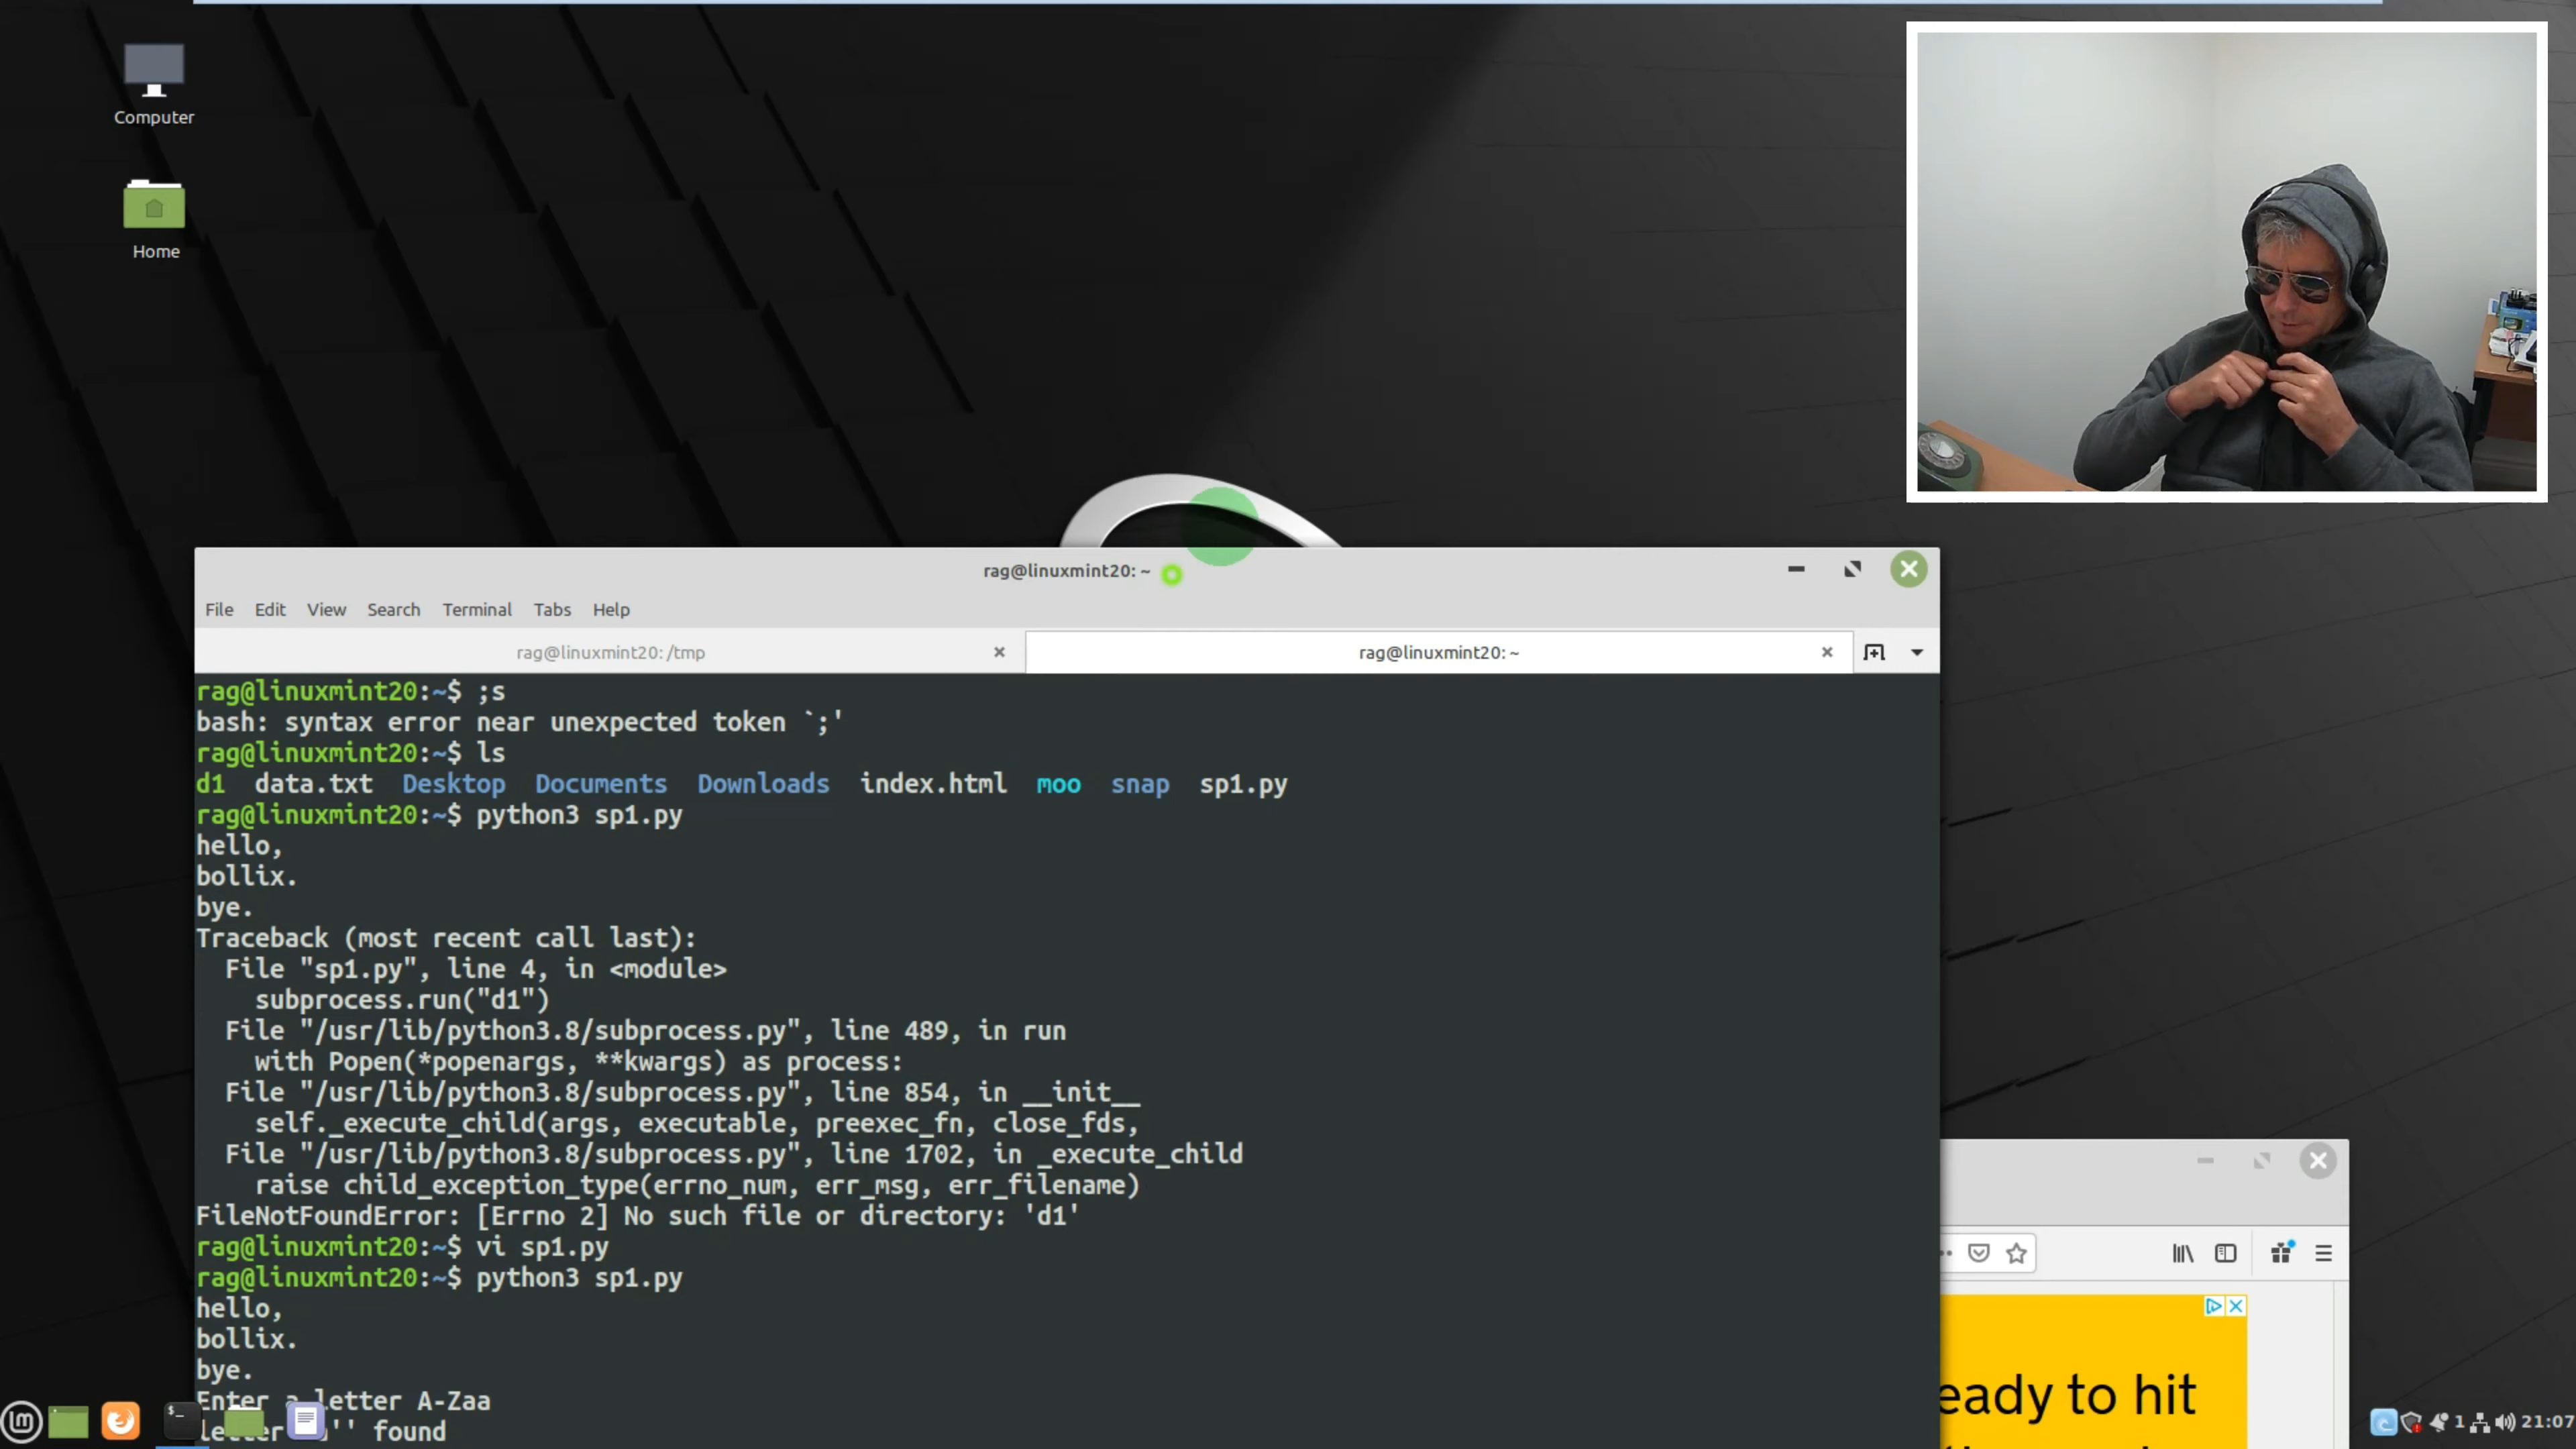 Computer
Home
rag@linuxmint20: ~
File Edit View Search Terminal Tabs Help
rag@linuxmint20: /tmp
rag@linuxmint20: ~
rag@linuxmint20:~$ ;s
bash: syntax error near unexpected token `;'
rag@linuxmint20:~$ ls
d1 data.txt Desktop Documents Downloads index.html moo snap sp1.py
rag@linuxmint20:~$ python3 sp1.py
hello,
bollix.
bye.
Traceback (most recent call last):
File "sp1.py", line 4, in <module>
subprocess.run("d1")
File "/usr/lib/python3.8/subprocess.py", line 489, in run
with Popen(*popenargs, **kwargs) as process:
File "/usr/lib/python3.8/subprocess.py", line 854, in __init__
self._execute_child(args, executable, preexec_fn, close_fds,
File "/usr/lib/python3.8/subprocess.py", line 1702, in _execute_child
raise child_exception_type(errno_num, err_msg, err_filename)
FileNotFoundError: [Errno 2] No such file or directory: 'd1'
rag@linuxmint20:~$ vi sp1.py
rag@linuxmint20:~$ python3 sp1.py
hello,
bollix.
bye.
Enter a letter A-Zaa
'' found
eady to hit
1 21:07